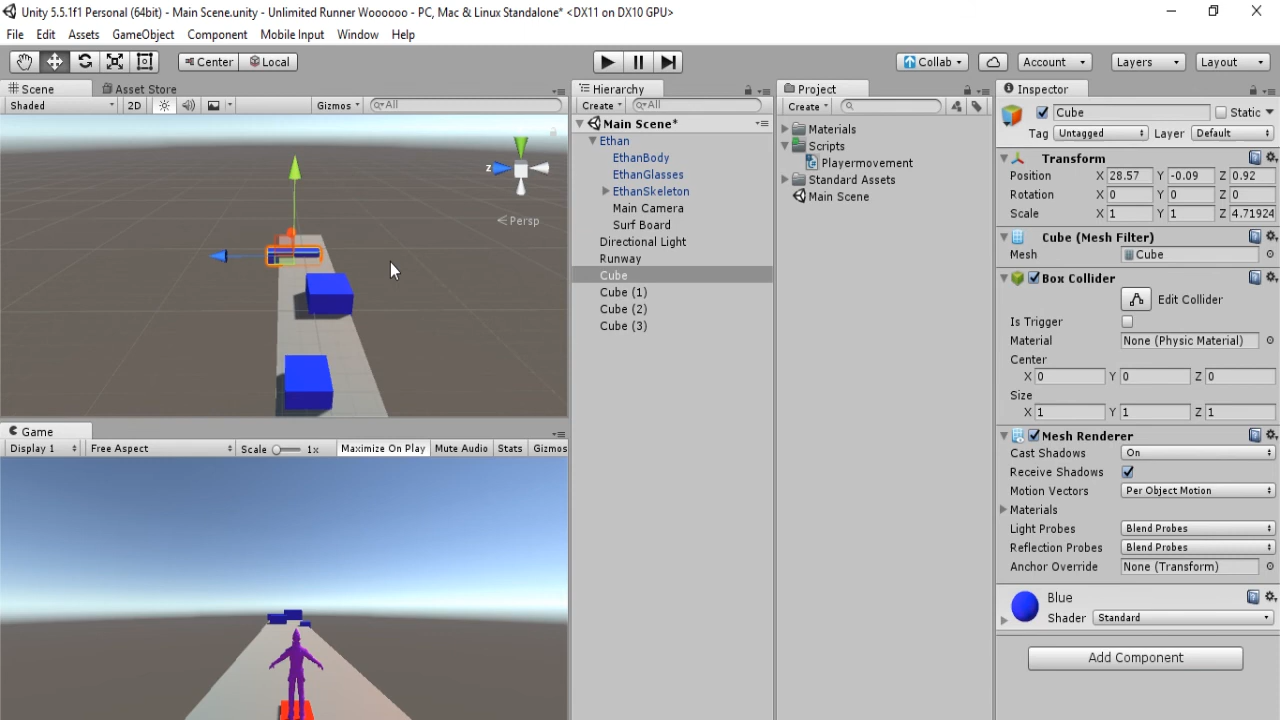 Unity 5.5.1f1 Personal (64bit) - Main Scene.unity - Unlimited Runner Woooooo - PC, Mac & Linux Standalone* <DX11 on DX10 GPU>
File Edit Assets GameObject Component Mobile Input Window Help
Center Local Collab Account Layers Layout
Scene Asset Store
Shaded 2D Gizmos All
z
Persp
Game
Display 1 Free Aspect Scale 1x Maximize On Play Mute Audio Stats Gizmos
Hierarchy
Create All
Main Scene*
Ethan
EthanBody
EthanGlasses
EthanSkeleton
Main Camera
Surf Board
Directional Light
Runway
Cube
Cube (1)
Cube (2)
Cube (3)
Project
Create
Materials
Scripts
Playermovement
Standard Assets
Main Scene
Inspector
Cube Static
Tag Untagged Layer Default
Transform
Position X 28.57 Y -0.09 Z 0.92
Rotation X 0 Y 0 Z 0
Scale X 1 Y 1 Z 4.71924
Cube (Mesh Filter)
Mesh Cube
Box Collider
Edit Collider
Is Trigger
Material None (Physic Material)
Center
X 0 Y 0 Z 0
Size
X 1 Y 1 Z 1
Mesh Renderer
Cast Shadows On
Receive Shadows
Motion Vectors Per Object Motion
Materials
Light Probes Blend Probes
Reflection Probes Blend Probes
Anchor Override None (Transform)
Blue
Shader Standard
Add Component